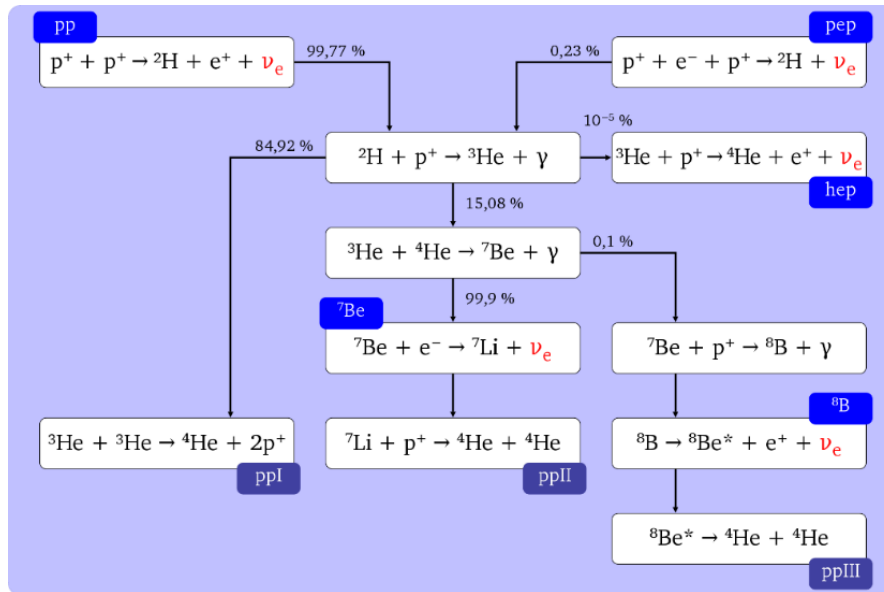 pp
pep
p⁺ + p⁺ → ²H + e⁺ + νₑ
99,77 %
0,23 %
p⁺ + e⁻ + p⁺ → ²H + νₑ
10⁻⁵ %
84,92 %
²H + p⁺ → ³He + γ
³He + p⁺ → ⁴He + e⁺ + νₑ
hep
15,08 %
³He + ⁴He → ⁷Be + γ
0,1 %
99,9 %
⁷Be
⁷Be + e⁻ → ⁷Li + νₑ
⁷Be + p⁺ → ⁸B + γ
⁸B
³He + ³He → ⁴He + 2p⁺
⁷Li + p⁺ → ⁴He + ⁴He
⁸B → ⁸Be* + e⁺ + νₑ
ppI
ppII
⁸Be* → ⁴He + ⁴He
ppIII